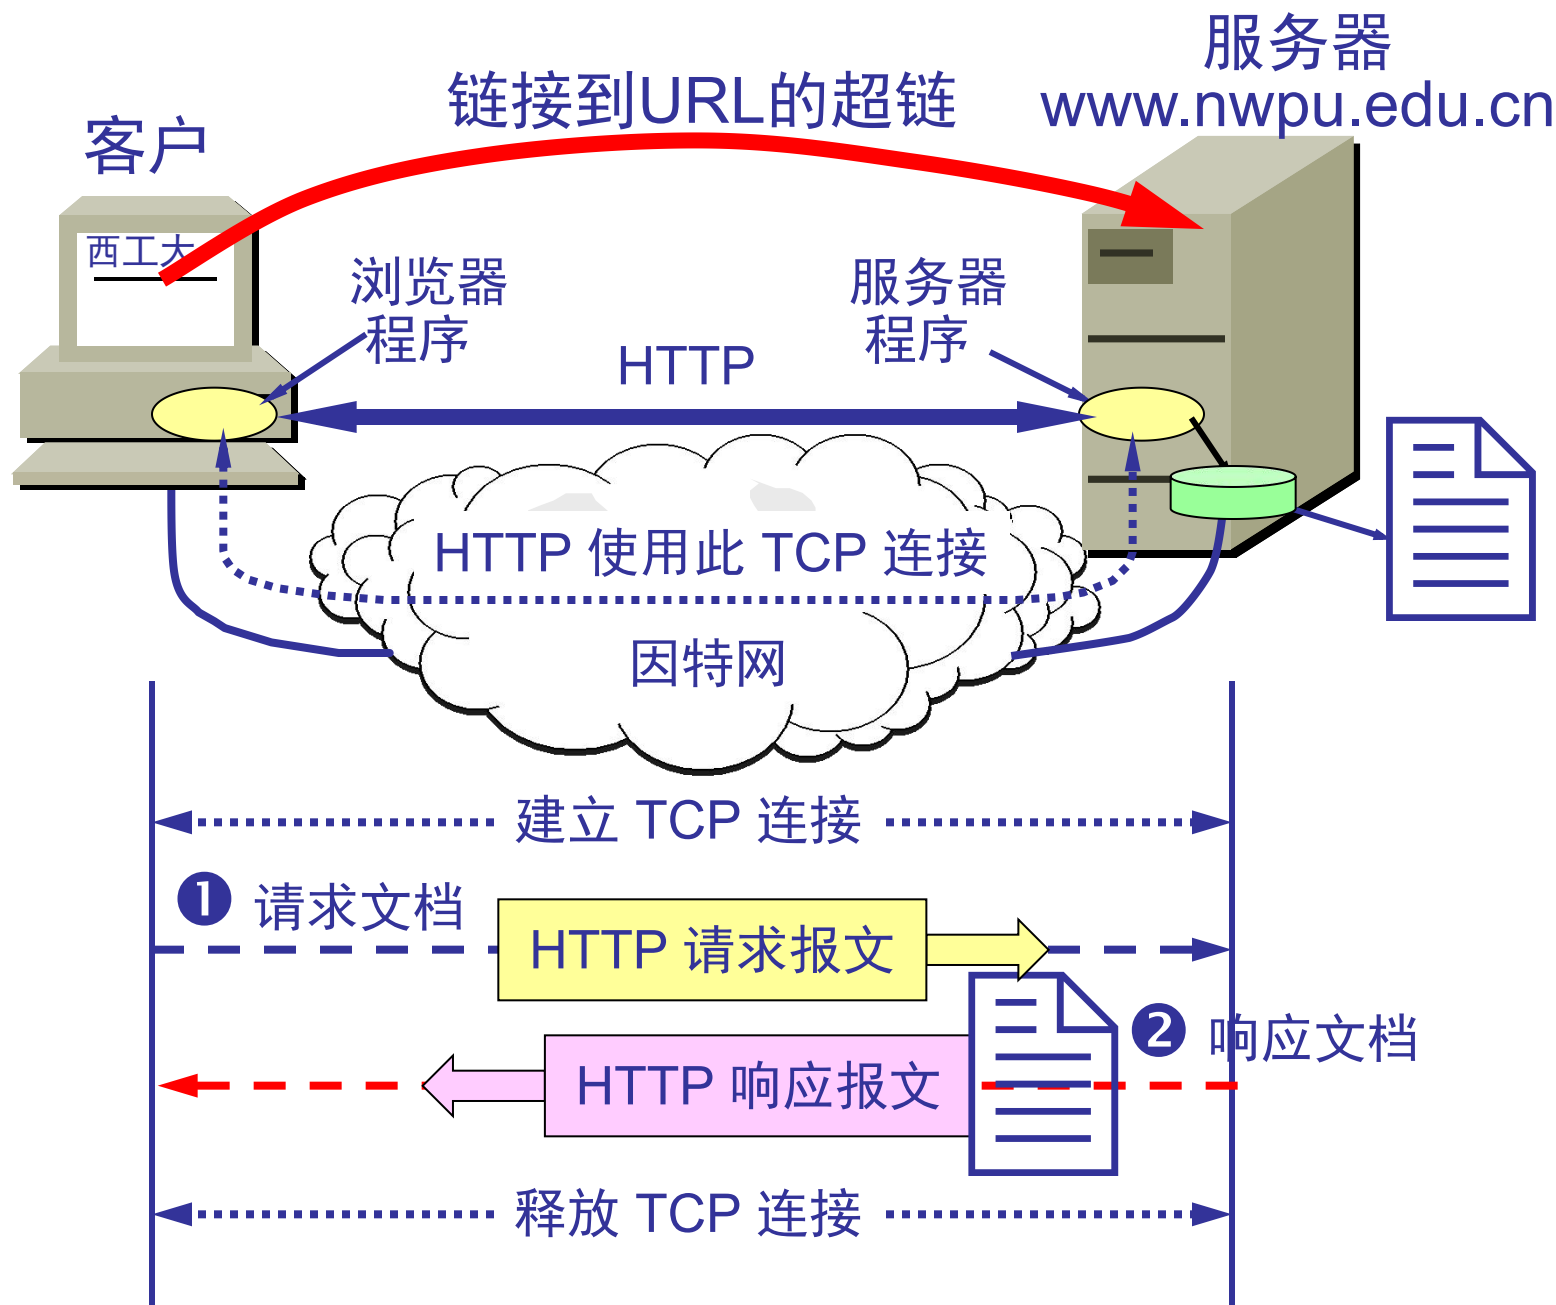 服务器
www.nwpu.edu.cn
链接到URL的超链
客户
西工大
浏览器
程序
服务器
程序
HTTP
HTTP 使用此 TCP 连接
因特网
建立 TCP 连接
❶ 请求文档
HTTP 请求报文
❷ 响应文档
HTTP 响应报文
释放 TCP 连接